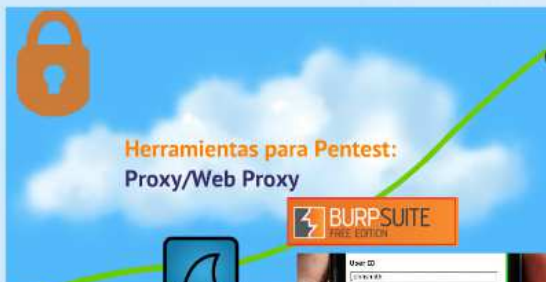 Herramientas para Pentest:
Proxy/Web Proxy
BURPSUITE
FREE EDITION
User ID